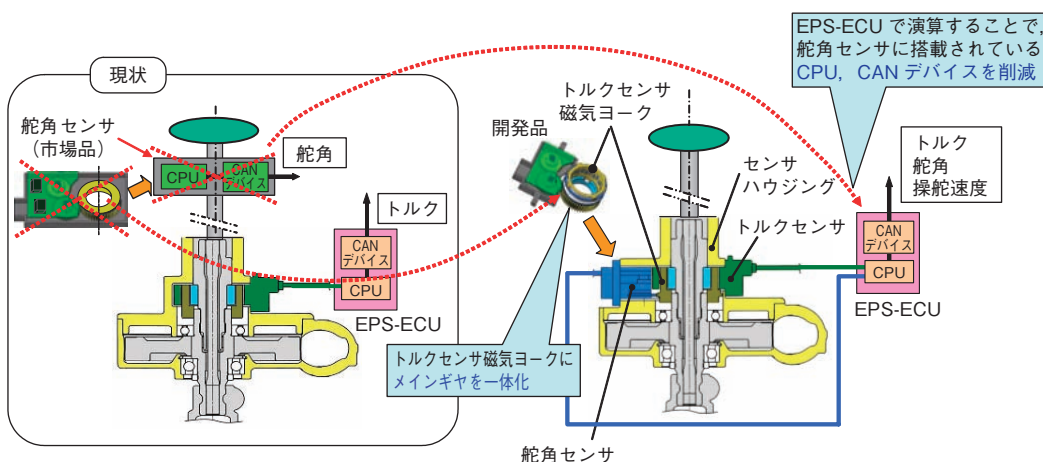 現状
舵角センサ
(市場品)
CPU
CAN
デバイス
舵角
トルク
CAN
デバイス
CPU
EPS-ECU
EPS-ECU で演算することで,
舵角センサに搭載されている
CPU, CAN デバイスを削減
開発品
トルクセンサ
磁気ヨーク
センサ
ハウジング
トルクセンサ
トルク
舵角
操舵速度
CAN
デバイス
CPU
EPS-ECU
トルクセンサ磁気ヨークに
メインギヤを一体化
舵角センサ